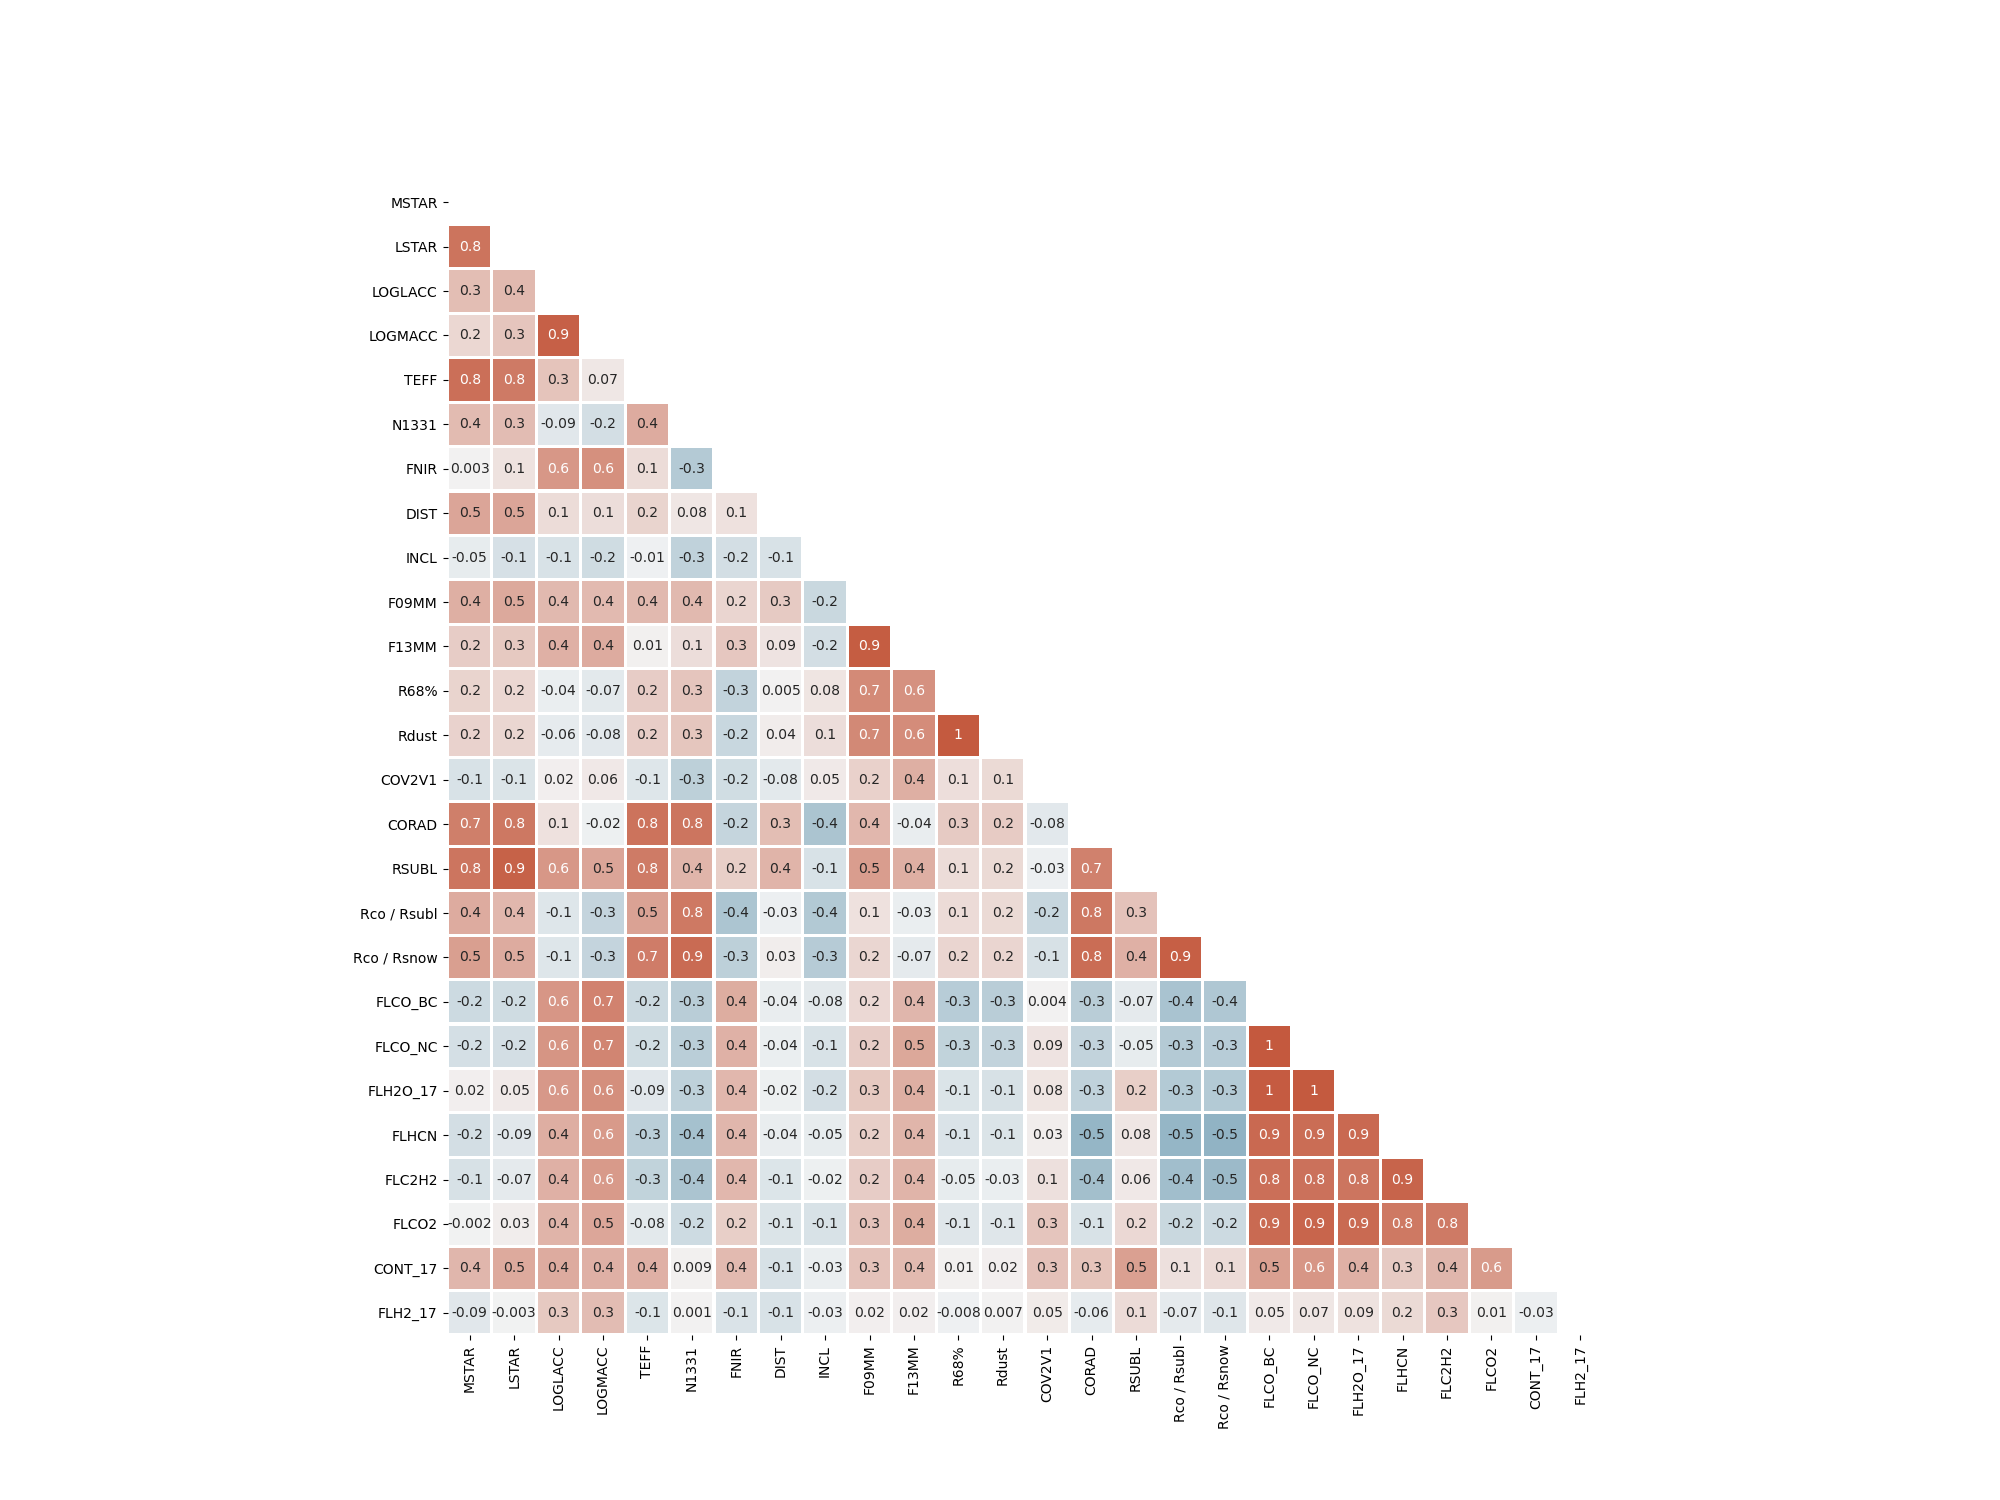 MSTAR
LSTAR 0.8
LOGLACC 0.3 0.4
LOGMACC 0.2 0.3 0.9
TEFF 0.8 0.8 0.3 0.07
N1331 0.4 0.3 -0.09 -0.2 0.4
FNIR 0.003 0.1 0.6 0.6 0.1 -0.3
DIST 0.5 0.5 0.1 0.1 0.2 0.08 0.1
INCL -0.05 -0.1 -0.1 -0.2 -0.01 -0.3 -0.2 -0.1
F09MM 0.4 0.5 0.4 0.4 0.4 0.4 0.2 0.3 -0.2
F13MM 0.2 0.3 0.4 0.4 0.01 0.1 0.3 0.09 -0.2 0.9
R68% 0.2 0.2 -0.04 -0.07 0.2 0.3 -0.3 0.005 0.08 0.7 0.6
Rdust 0.2 0.2 -0.06 -0.08 0.2 0.3 -0.2 0.04 0.1 0.7 0.6 1
COV2V1 -0.1 -0.1 0.02 0.06 -0.1 -0.3 -0.2 -0.08 0.05 0.2 0.4 0.1 0.1
CORAD 0.7 0.8 0.1 -0.02 0.8 0.8 -0.2 0.3 -0.4 0.4 -0.04 0.3 0.2 -0.08
RSUBL 0.8 0.9 0.6 0.5 0.8 0.4 0.2 0.4 -0.1 0.5 0.4 0.1 0.2 -0.03 0.7
Rco / Rsubl 0.4 0.4 -0.1 -0.3 0.5 0.8 -0.4 -0.03 -0.4 0.1 -0.03 0.1 0.2 -0.2 0.8 0.3
Rco / Rsnow 0.5 0.5 -0.1 -0.3 0.7 0.9 -0.3 0.03 -0.3 0.2 -0.07 0.2 0.2 -0.1 0.8 0.4 0.9
FLCO_BC -0.2 -0.2 0.6 0.7 -0.2 -0.3 0.4 -0.04 -0.08 0.2 0.4 -0.3 -0.3 0.004 -0.3 -0.07 -0.4 -0.4
FLCO_NC -0.2 -0.2 0.6 0.7 -0.2 -0.3 0.4 -0.04 -0.1 0.2 0.5 -0.3 -0.3 0.09 -0.3 -0.05 -0.3 -0.3 1
FLH2O_17 0.02 0.05 0.6 0.6 -0.09 -0.3 0.4 -0.02 -0.2 0.3 0.4 -0.1 -0.1 0.08 -0.3 0.2 -0.3 -0.3 1 1
FLHCN -0.2 -0.09 0.4 0.6 -0.3 -0.4 0.4 -0.04 -0.05 0.2 0.4 -0.1 -0.1 0.03 -0.5 0.08 -0.5 -0.5 0.9 0.9 0.9
FLC2H2 -0.1 -0.07 0.4 0.6 -0.3 -0.4 0.4 -0.1 -0.02 0.2 0.4 -0.05 -0.03 0.1 -0.4 0.06 -0.4 -0.5 0.8 0.8 0.8 0.9
FLCO2 -0.002 0.03 0.4 0.5 -0.08 -0.2 0.2 -0.1 -0.1 0.3 0.4 -0.1 -0.1 0.3 -0.1 0.2 -0.2 -0.2 0.9 0.9 0.9 0.8 0.8
CONT_17 0.4 0.5 0.4 0.4 0.4 0.009 0.4 -0.1 -0.03 0.3 0.4 0.01 0.02 0.3 0.3 0.5 0.1 0.1 0.5 0.6 0.4 0.3 0.4 0.6
FLH2_17 -0.09 -0.003 0.3 0.3 -0.1 0.001 -0.1 -0.1 -0.03 0.02 0.02 -0.008 0.007 0.05 -0.06 0.1 -0.07 -0.1 0.05 0.07 0.09 0.2 0.3 0.01 -0.03
MSTAR LSTAR LOGLACC LOGMACC TEFF N1331 FNIR DIST INCL F09MM F13MM R68% Rdust COV2V1 CORAD RSUBL Rco / Rsubl Rco / Rsnow FLCO_BC FLCO_NC FLH2O_17 FLHCN FLC2H2 FLCO2 CONT_17 FLH2_17